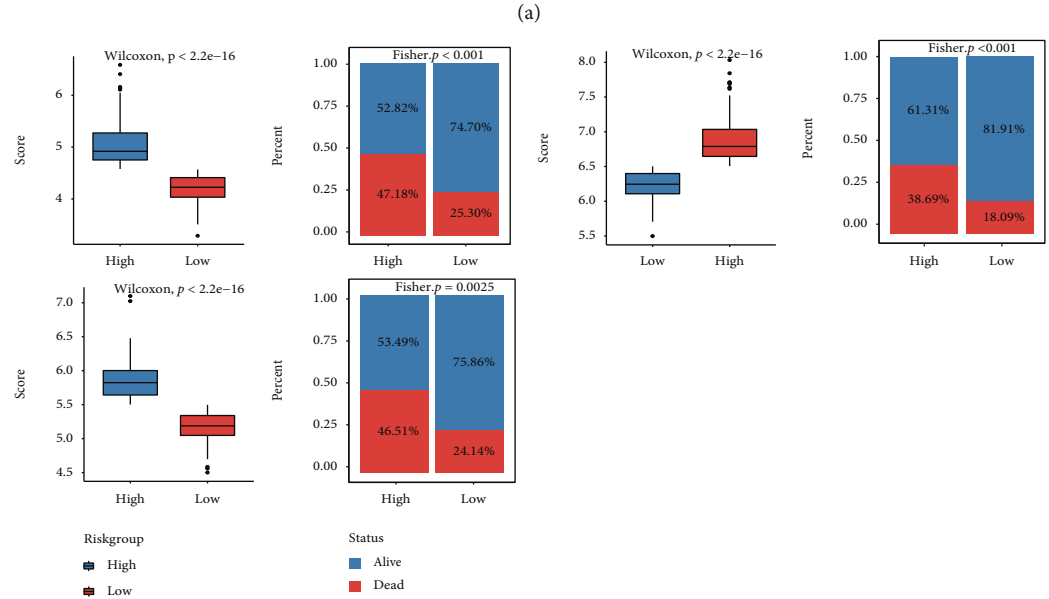 (a)
Wilcoxon, p < 2.2e−16
Score
6
5
4
High
Low
Fisher.p < 0.001
Percent
1.00
0.75
0.50
0.25
0.00
52.82%
47.18%
74.70%
25.30%
High
Low
Wilcoxon, p < 2.2e−16
Score
8.0
7.5
7.0
6.5
6.0
5.5
Low
High
Fisher.p <0.001
Percent
1.00
0.75
0.50
0.25
0.00
61.31%
38.69%
81.91%
18.09%
High
Low
Wilcoxon, p < 2.2e−16
Score
7.0
6.5
6.0
5.5
5.0
4.5
High
Low
Fisher.p = 0.0025
Percent
1.00
0.75
0.50
0.25
0.00
53.49%
46.51%
75.86%
24.14%
High
Low
Riskgroup
High
Low
Status
Alive
Dead